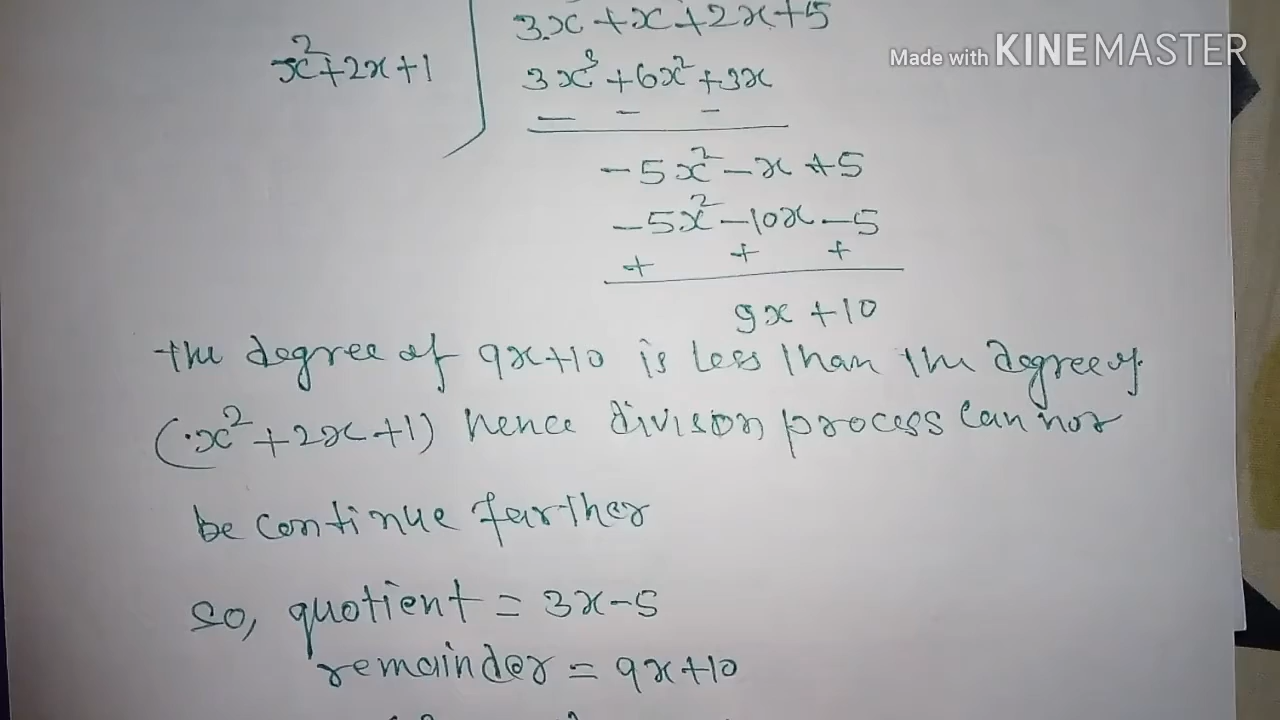 3x + x + 2x + 5
Made with KINEMASTER
x² + 2x + 1
3x³ + 6x² + 3x
— - -
-5x² - x + 5
-5x² - 10x - 5
+ + +
9x + 10
the degree of 9x+10 is less than the degree of
(x² + 2x + 1) hence divison process can not
be continue further
so, quotient = 3x-5
remainder = 9x+10